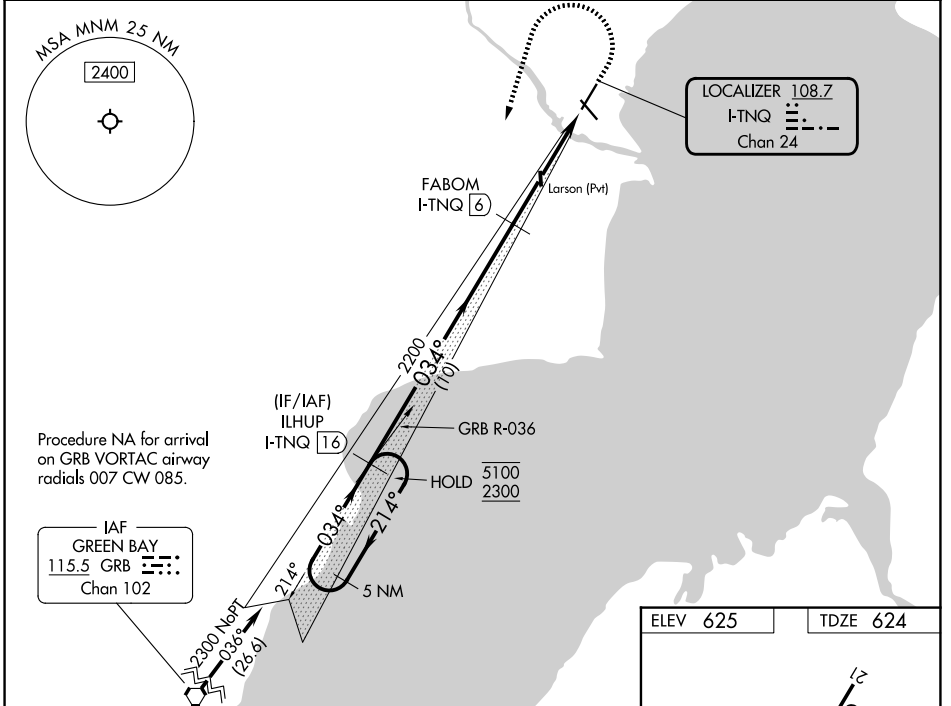 MSA MNM 25 NM
2400
LOCALIZER 108.7
I-TNQ
Chan 24
FABOM
I-TNQ 6
Larson (Pvt)
2200
034°
(10)
(IF/IAF)
ILHUP
I-TNQ 16
GRB R-036
HOLD 5100
2300
Procedure NA for arrival
on GRB VORTAC airway
radials 007 CW 085.
034°
214°
214°
5 NM
IAF
GREEN BAY
115.5 GRB
Chan 102
2300 NoPT
036°
(26.6)
ELEV 625
TDZE 624
21